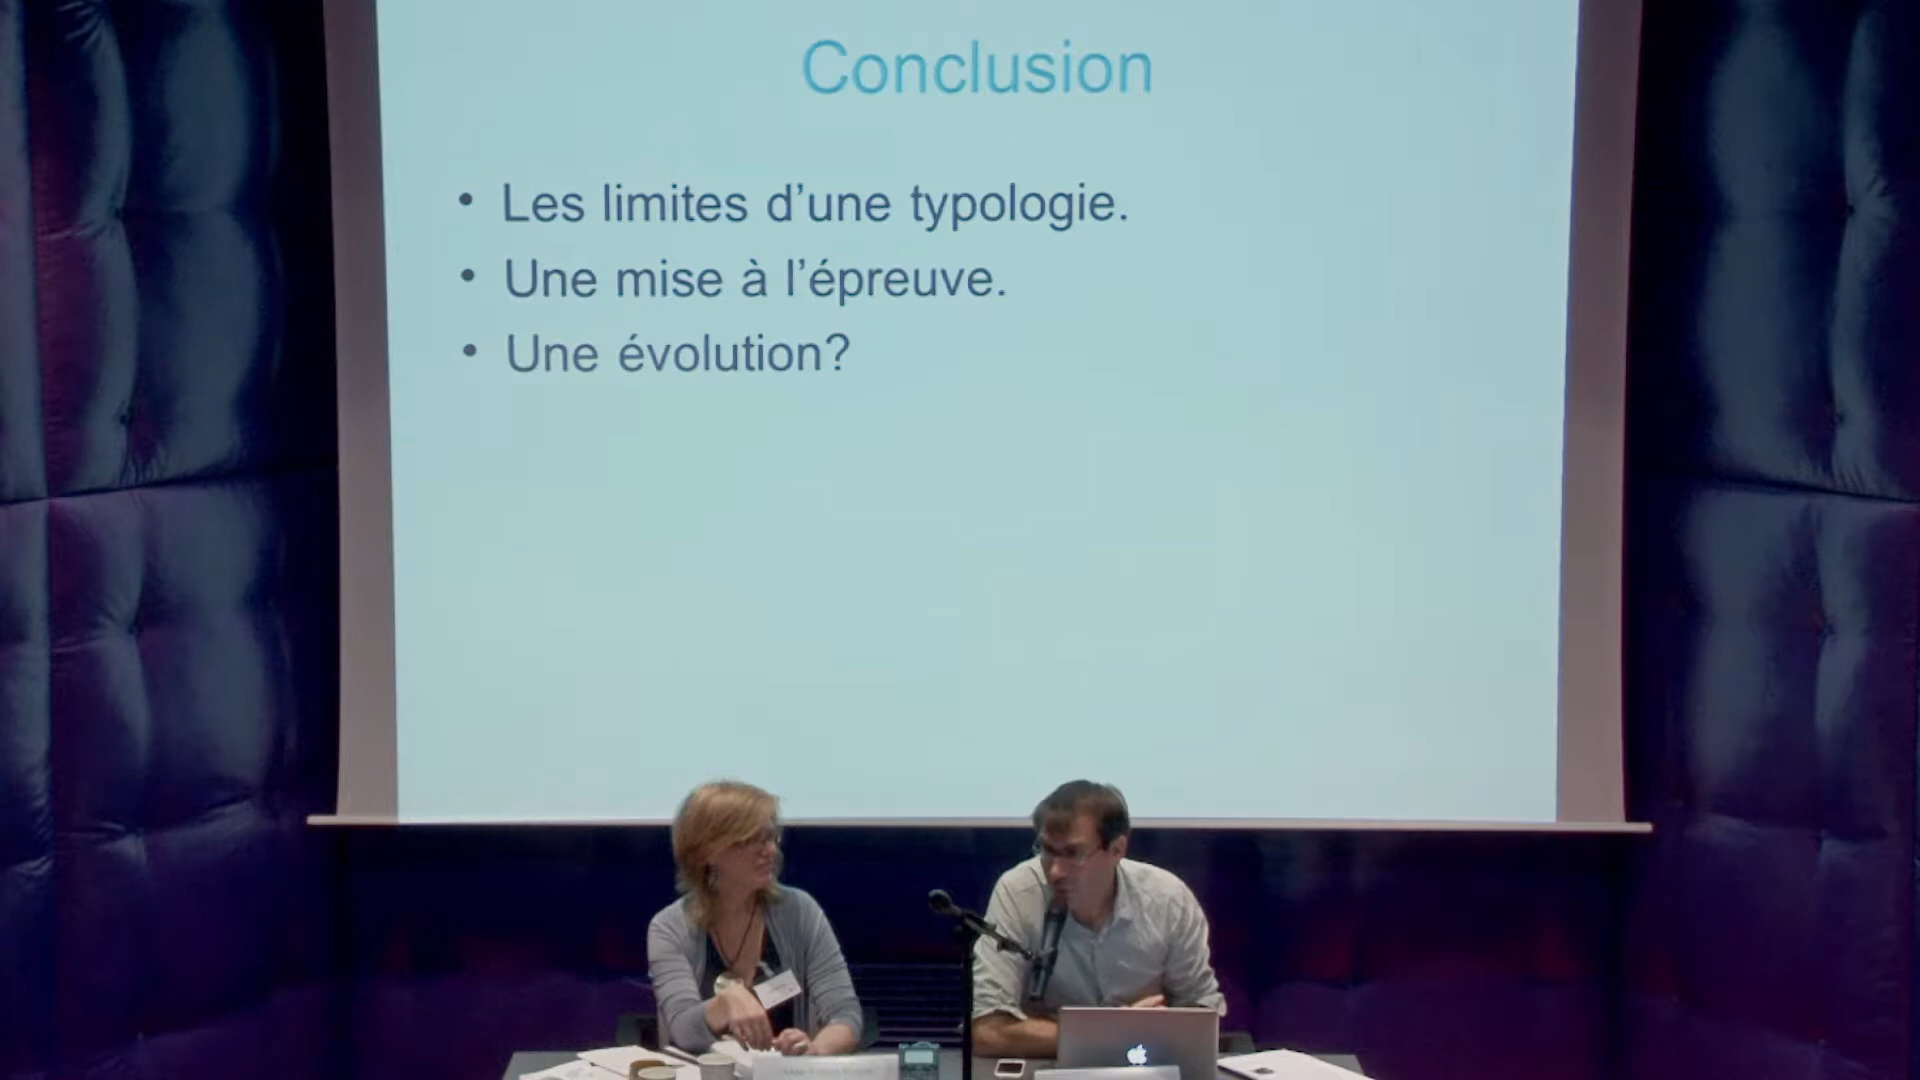 Conclusion
• Les limites d’une typologie.
• Une mise à l’épreuve.
• Une évolution?